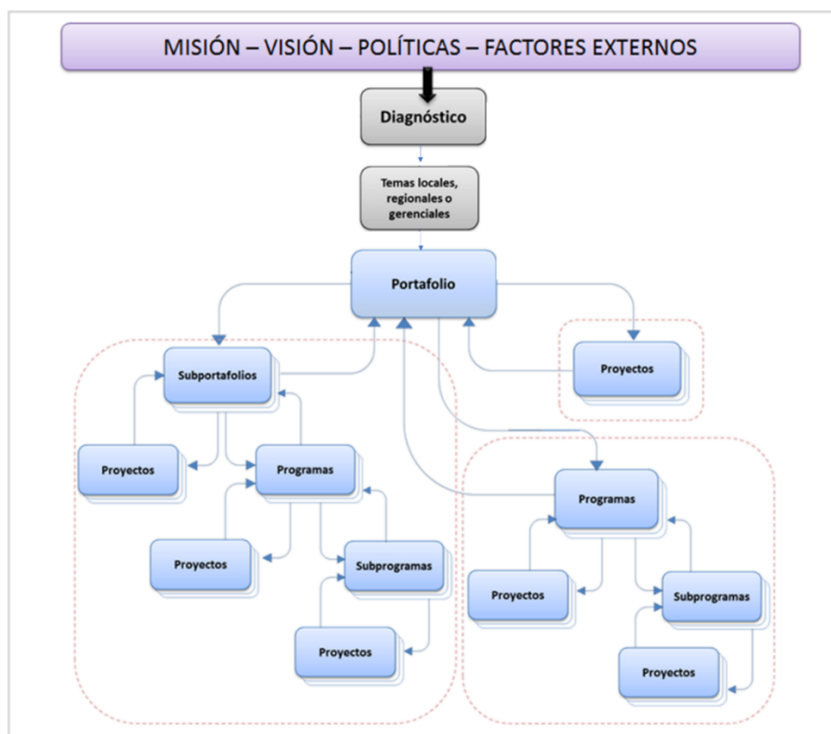 MISIÓN – VISIÓN – POLÍTICAS – FACTORES EXTERNOS
Diagnóstico
Temas locales,
regionales o
gerenciales
Portafolio
Subportafolios
Proyectos
Proyectos
Programas
Programas
Proyectos
Subprogramas
Proyectos
Subprogramas
Proyectos
Proyectos